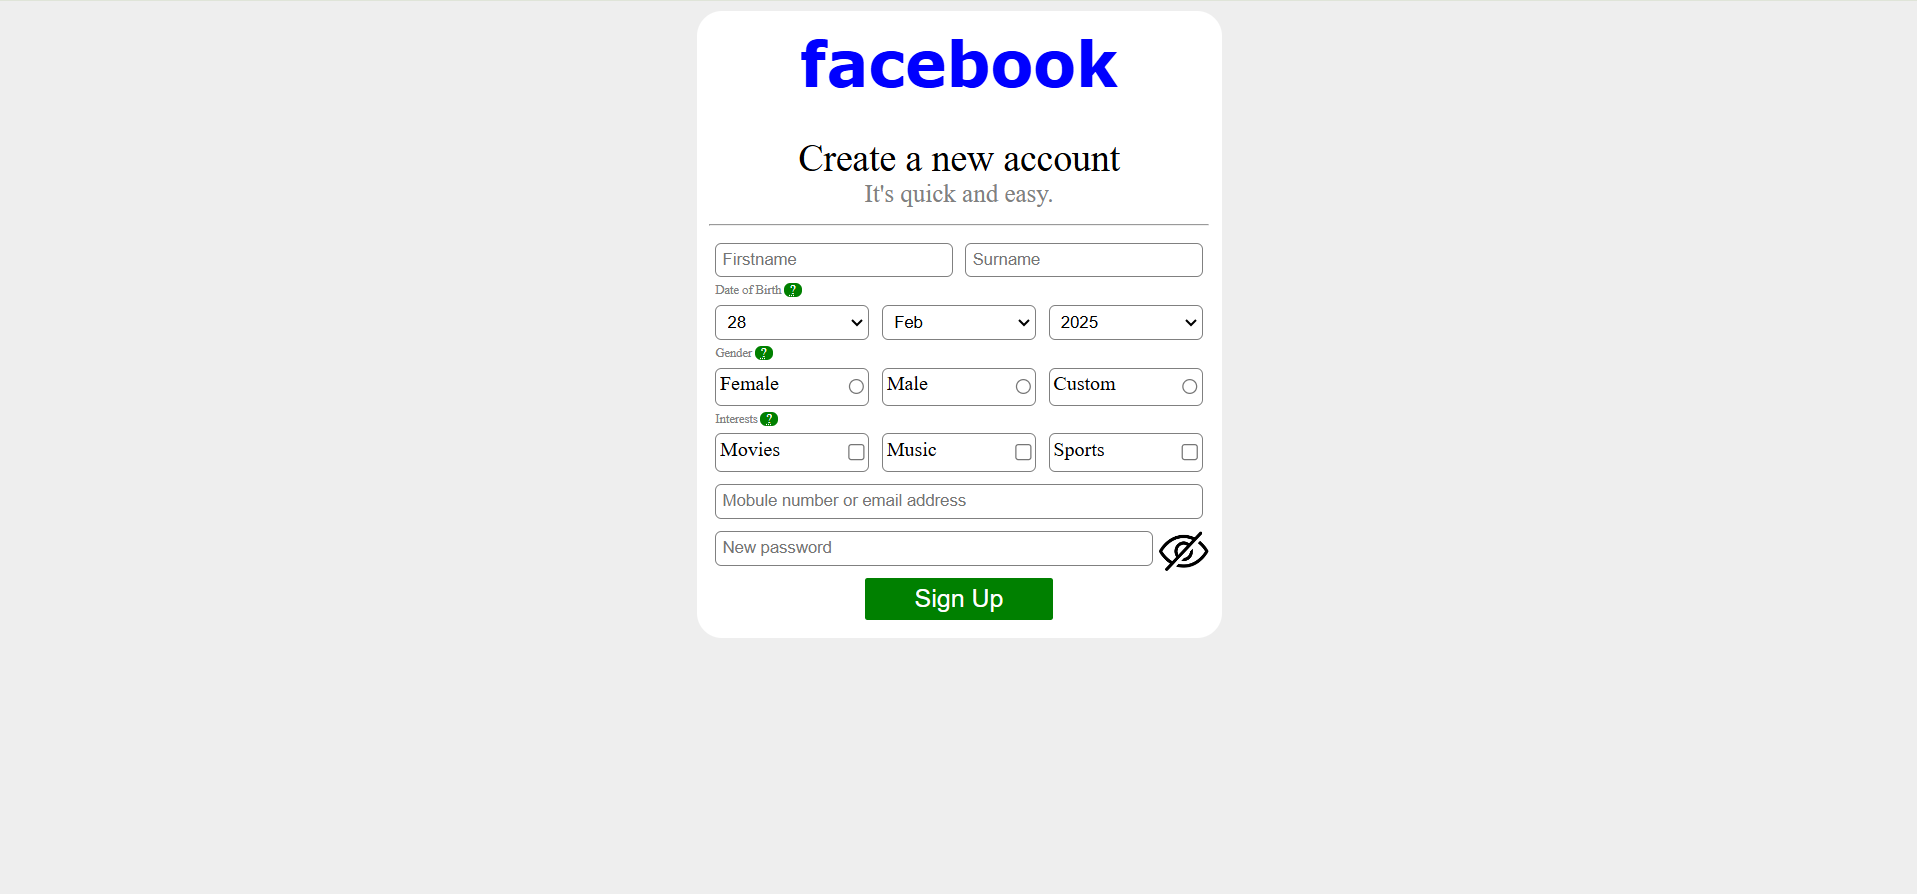 facebook
Create a new account
It's quick and easy.
Firstname Surname
Date of Birth ?
28 Feb 2025
Gender ?
Female Male Custom
Interests ?
Movies Music Sports
Mobule number or email address
New password
Sign Up